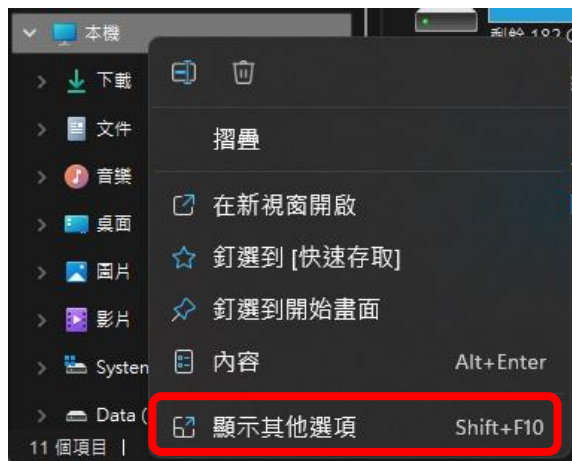 本機
下載
文件
音樂
桌面
圖片
影片
System
Data (
11 個項目
摺疊
在新視窗開啟
釘選到 [快速存取]
釘選到開始畫面
內容 Alt+Enter
顯示其他選項 Shift+F10